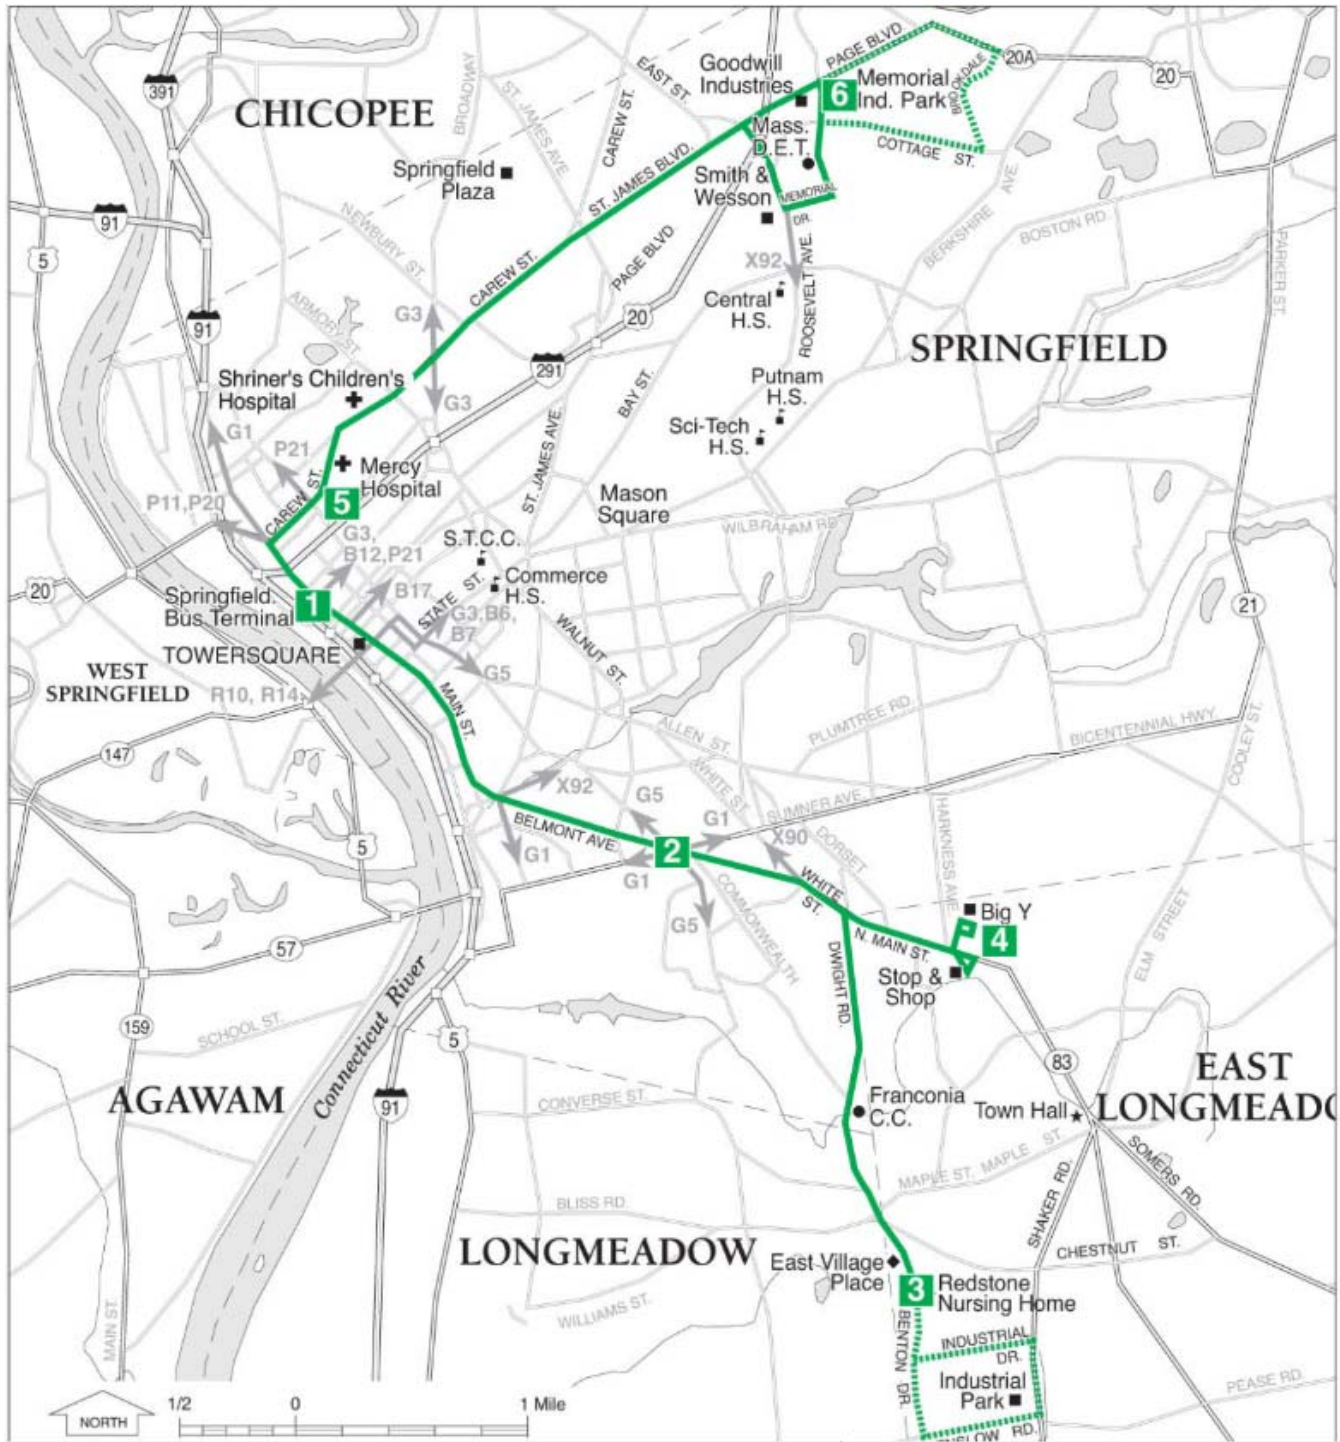 PAGE BLVD.
20A
Goodwill
Industries
EAST ST.
391
20
BROOKDALE
6
Memorial
Ind. Park
CHICOPEE
BROADWAY
ST. JAMES AVE
CAREW ST.
Mass.
D.E.T.
COTTAGE ST.
Springfield
Plaza
ST. JAMES BLVD.
Smith &
Wesson
MEMORIAL
DR.
BERKSHIRE AVE.
91
NEWBURY ST.
BOSTON RD.
PARKER ST.
5
PAGE BLVD
X92
ROOSEVELT AVE.
CAREW ST.
ARMORY ST.
G3
Central
H.S.
20
91
SPRINGFIELD
291
Shriner's Children's
Hospital
BAY ST.
Putnam
H.S.
G3
G1
P21
Sci-Tech
H.S.
ST. JAMES AVE.
Mercy
Hospital
CAREW ST.
5
P11,P20
Mason
Square
WILBRAHAM RD.
G3,
B12,P21
S.T.C.C.
Commerce
H.S.
20
Springfield
Bus Terminal
1
B17
STATE ST.
G3,B6,
B7
21
WALNUT ST.
TOWERSQUARE
G5
WEST
SPRINGFIELD
R10, R14
MAIN ST.
ALLEN ST.
PLUMTREE RD.
BICENTENNIAL HWY
COOLEY ST.
147
WHITE ST.
X92
G5
SUMNER AVE.
HARKNESS AVE
BELMONT AVE.
G1
DORSET
X90
5
G1
2
G1
WHITE
ST.
COMMONWEALTH
Big Y
G5
N. MAIN ST.
4
ELM STREET
57
DWIGHT RD.
Stop &
Shop
Connecticut River
159
SCHOOL ST.
5
83
EAST
LONGMEADO
AGAWAM
91
CONVERSE ST.
Franconia
C.C.
Town Hall
MAPLE ST. MAPLE ST.
SOMERS RD.
SHAKER RD.
BLISS RD.
CHESTNUT ST.
LONGMEADOW
East Village
Place
3
Redstone
Nursing Home
WILLIAMS ST.
MAIN ST.
BENTON DR.
INDUSTRIAL
DR.
Industrial
Park
PEASE RD.
NORTH
1/2 0 1 Mile
NSLOW RD.